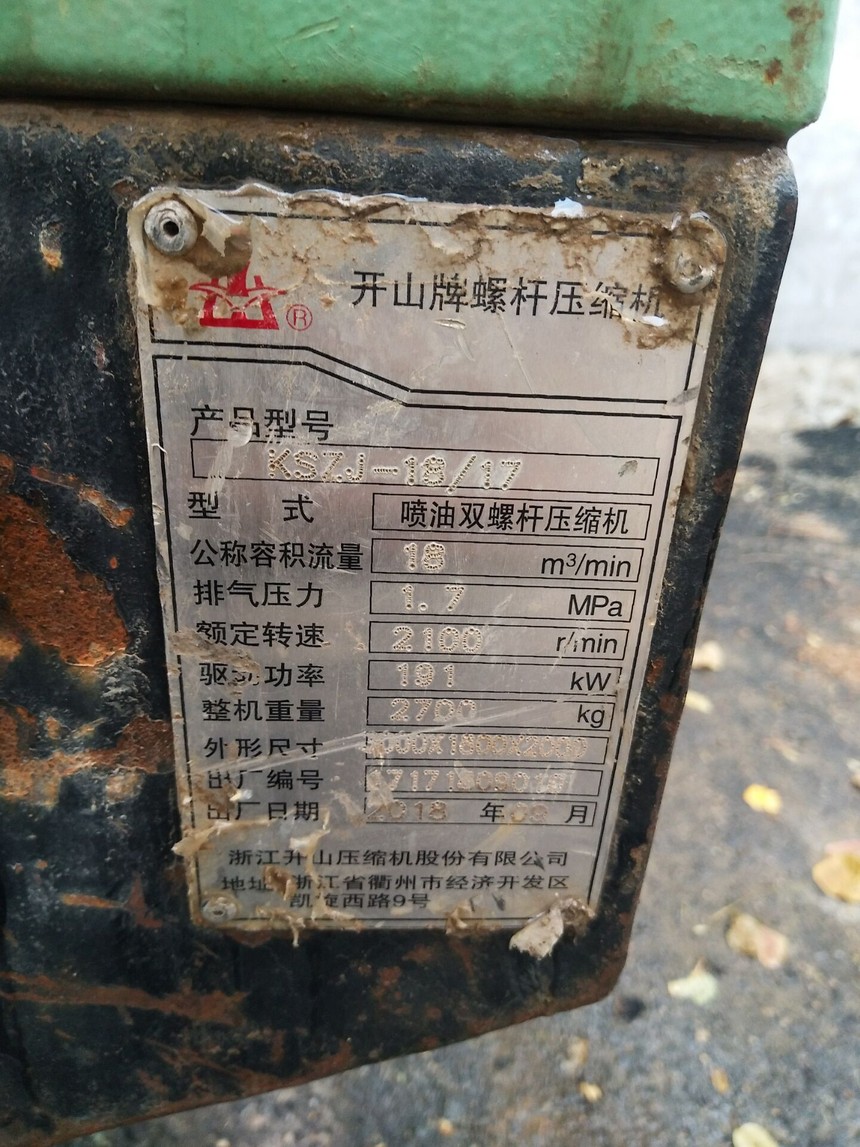 ®
开山牌螺杆压缩机
产品型号
KSZJ-18/17
型 式 喷油双螺杆压缩机
公称容积流量 18 m³/min
排气压力 1.7 MPa
额定转速 2100 r/min
驱动功率 191 kW
整机重量 2700 kg
外形尺寸
出厂编号
出厂日期 2018 年 月
浙江开山压缩机股份有限公司
地址 浙江省衢州市经济开发区
凯旋西路9号